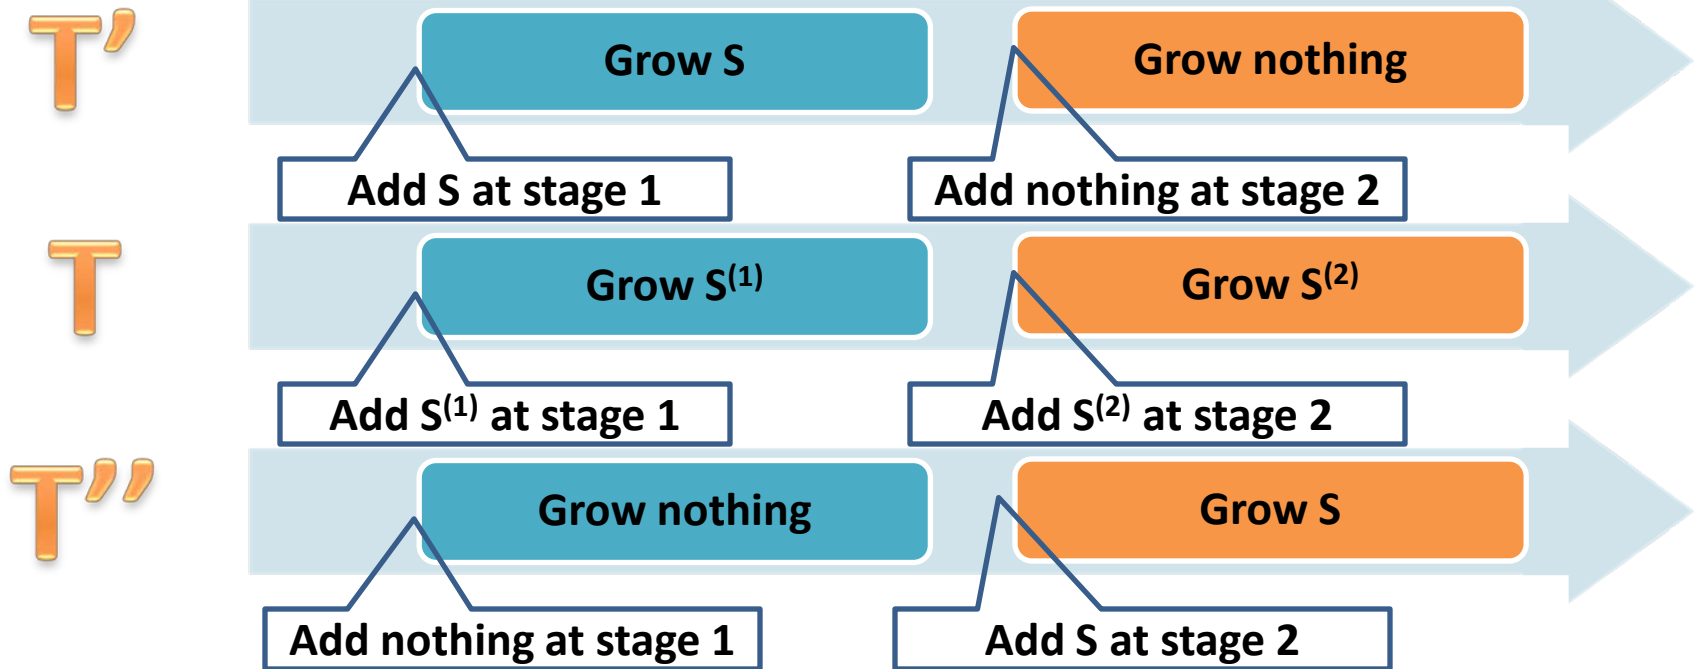 T’
Grow S
Grow nothing
Add S at stage 1
Add nothing at stage 2
T
Grow S⁽¹⁾
Grow S⁽²⁾
Add S⁽¹⁾ at stage 1
Add S⁽²⁾ at stage 2
T’’
Grow nothing
Grow S
Add nothing at stage 1
Add S at stage 2